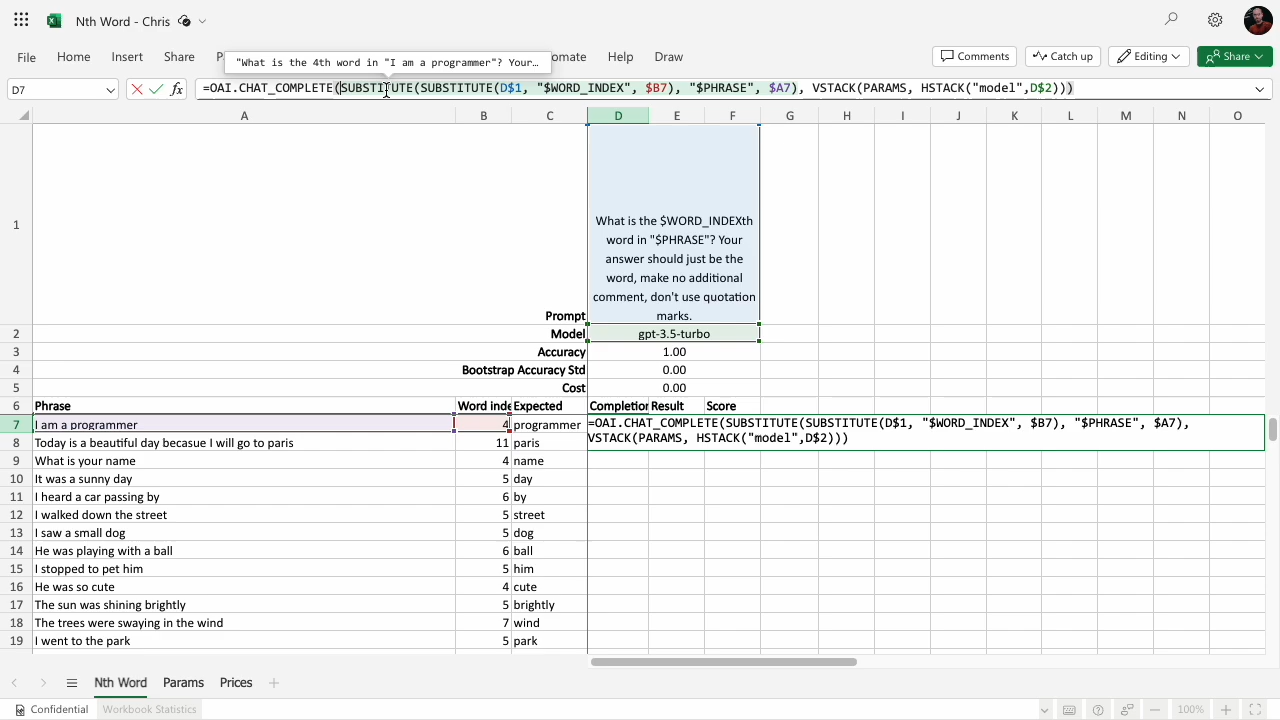 Nth Word - Chris
File Home Insert Share P omate Help Draw
Comments Catch up Editing Share
"What is the 4th word in "I am a programmer"? Your…
D7 fx =OAI.CHAT_COMPLETE(SUBSTITUTE(SUBSTITUTE(D$1, "$WORD_INDEX", $B7), "$PHRASE", $A7), VSTACK(PARAMS, HSTACK("model",D$2)))
A B C D E F G H I J K L M N O
What is the $WORD_INDEXth
word in "$PHRASE"? Your
answer should just be the
word, make no additional
comment, don't use quotation
marks.
1 Prompt
2 Model gpt-3.5-turbo
3 Accuracy 1.00
4 Bootstrap Accuracy Std 0.00
5 Cost 0.00
6 Phrase Word inde Expected Completion Result Score
7 I am a programmer 4 programmer =OAI.CHAT_COMPLETE(SUBSTITUTE(SUBSTITUTE(D$1, "$WORD_INDEX", $B7), "$PHRASE", $A7),
VSTACK(PARAMS, HSTACK("model",D$2)))
8 Today is a beautiful day becasue I will go to paris 11 paris
9 What is your name 4 name
10 It was a sunny day 5 day
11 I heard a car passing by 6 by
12 I walked down the street 5 street
13 I saw a small dog 5 dog
14 He was playing with a ball 6 ball
15 I stopped to pet him 5 him
16 He was so cute 4 cute
17 The sun was shining brightly 5 brightly
18 The trees were swaying in the wind 7 wind
19 I went to the park 5 park
Nth Word Params Prices
Confidential Workbook Statistics 100%